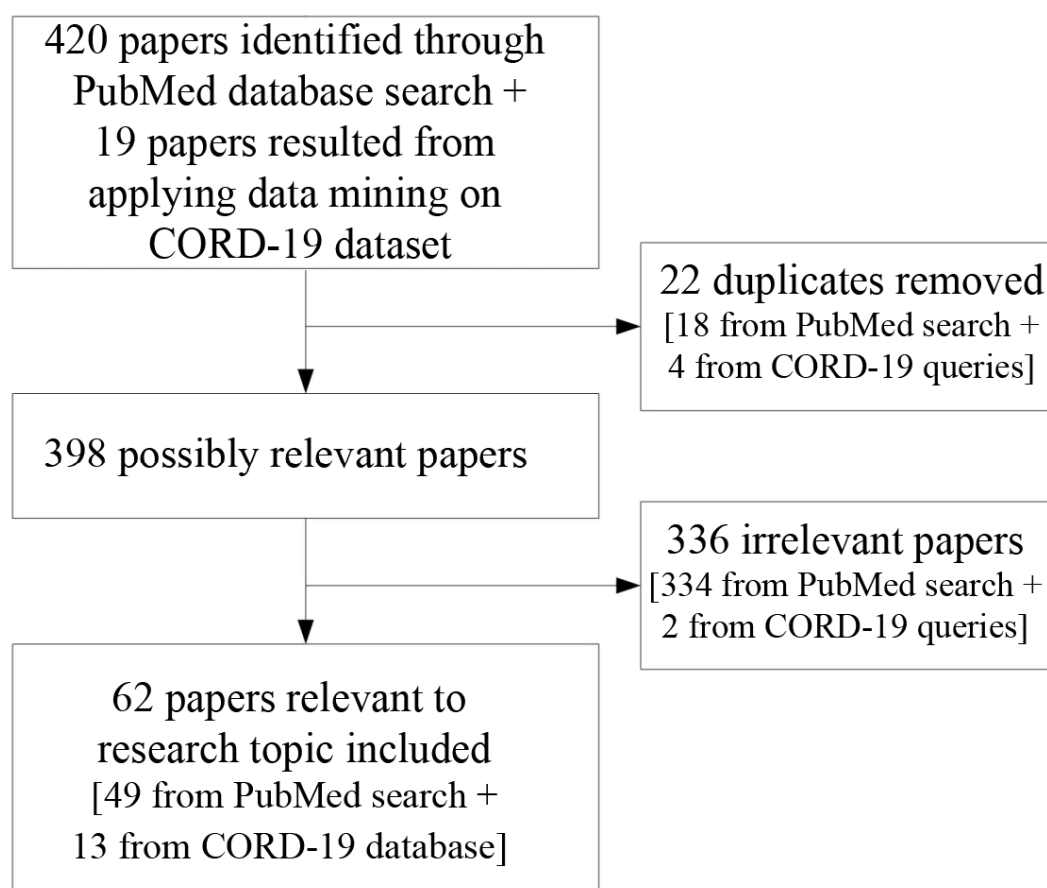 420 papers identified through
PubMed database search +
19 papers resulted from
applying data mining on
CORD-19 dataset
22 duplicates removed
[18 from PubMed search +
4 from CORD-19 queries]
398 possibly relevant papers
336 irrelevant papers
[334 from PubMed search +
2 from CORD-19 queries]
62 papers relevant to
research topic included
[49 from PubMed search +
13 from CORD-19 database]